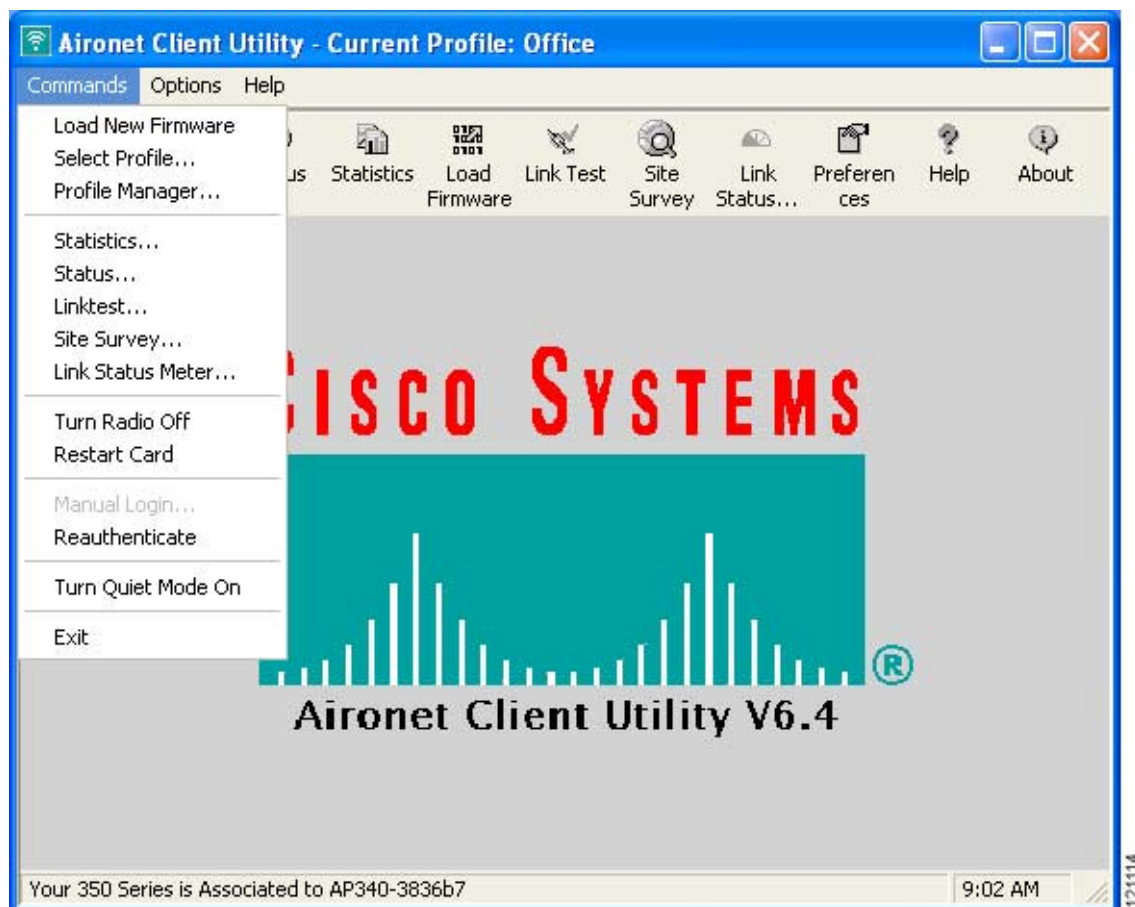 Aironet Client Utility - Current Profile: Office
Commands Options Help
Load New Firmware
Select Profile...
Profile Manager...
Statistics...
Status...
Linktest...
Site Survey...
Link Status Meter...
Turn Radio Off
Restart Card
Manual Login...
Reauthenticate
Turn Quiet Mode On
Exit
us
Statistics
Load
Firmware
Link Test
Site
Survey
Link
Status...
Preferen
ces
Help
About
CISCO SYSTEMS
®
Aironet Client Utility V6.4
Your 350 Series is Associated to AP340-3836b7
9:02 AM
121114